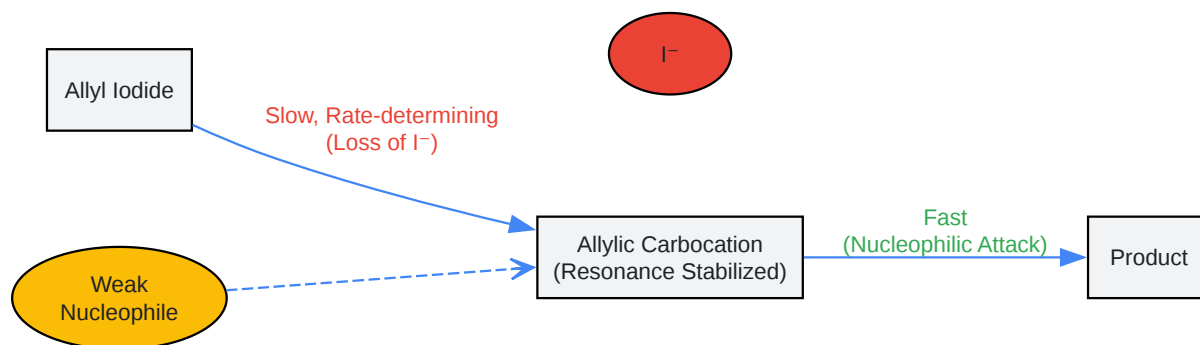 I⁻
Allyl Iodide
Slow, Rate-determining
(Loss of I⁻)
Weak
Nucleophile
Allylic Carbocation
(Resonance Stabilized)
Fast
(Nucleophilic Attack)
Product